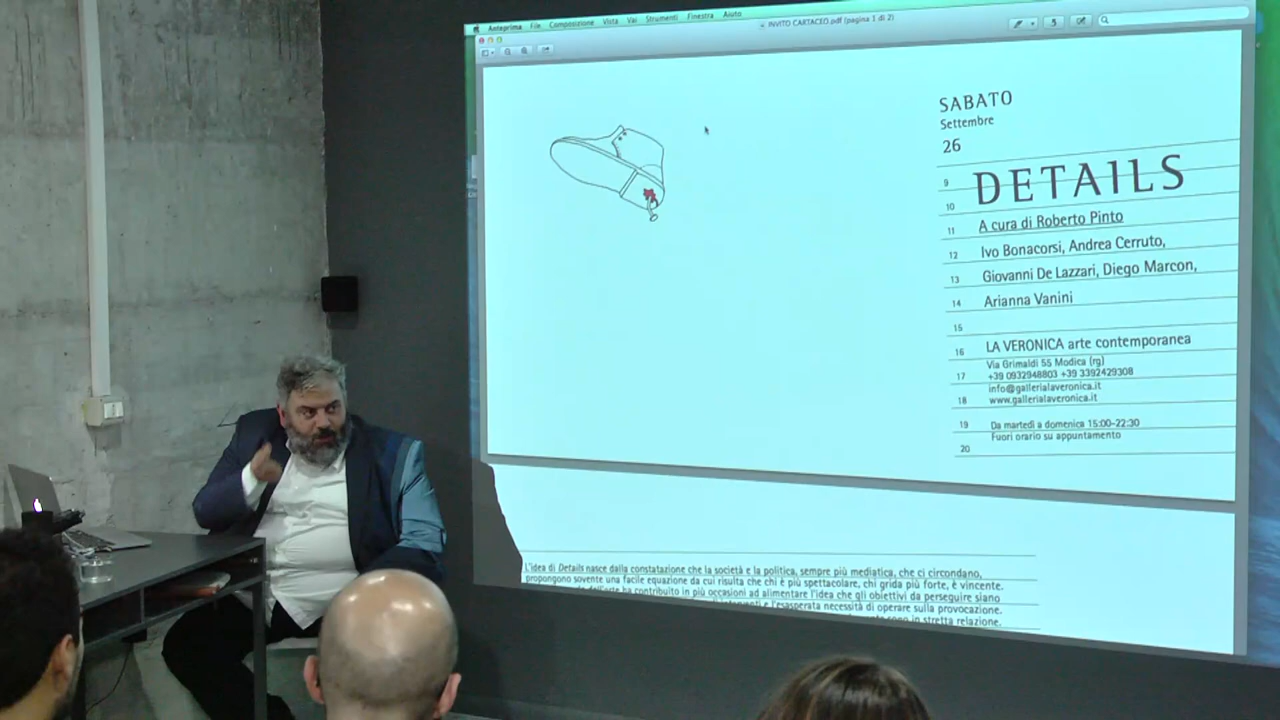 Anteprima File Composizione Vista Vai Strumenti Finestra Aiuto
INVITO CARTACEO.pdf (pagina 1 di 2)
SABATO
Settembre
26
9
DETAILS
10
11 A cura di Roberto Pinto
12 Ivo Bonacorsi, Andrea Cerruto,
13 Giovanni De Lazzari, Diego Marcon,
14 Arianna Vanini
15
16 LA VERONICA arte contemporanea
Via Grimaldi 55 Modica (rg)
17 +39 0932948803 +39 3392429308
info@gallerialaveronica.it
18 www.gallerialaveronica.it
19 Da martedì a domenica 15:00-22:30
Fuori orario su appuntamento
20
L'idea di Details nasce dalla constatazione che la società e la politica, sempre più mediatica, che ci circondano,
propongono sovente una facile equazione da cui risulta che chi è più spettacolare, chi grida più forte, è vincente.
dell'arte ha contribuito in più occasioni ad alimentare l'idea che gli obiettivi da perseguire siano
e l'esasperata necessità di operare sulla provocazione.
sono in stretta relazione.